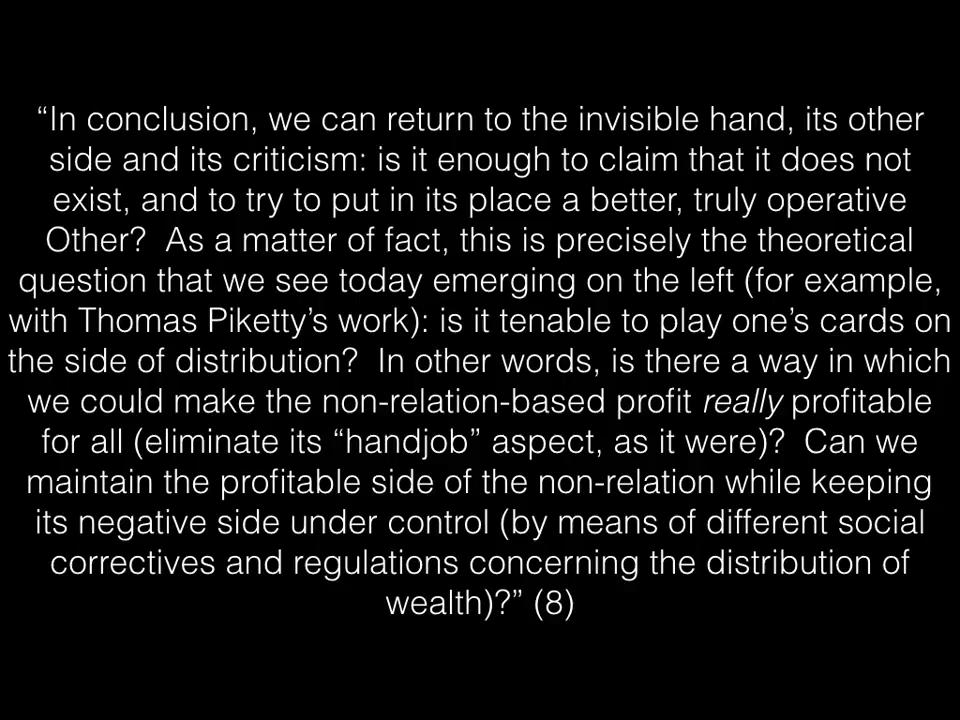 “In conclusion, we can return to the invisible hand, its other
side and its criticism: is it enough to claim that it does not
exist, and to try to put in its place a better, truly operative
Other?  As a matter of fact, this is precisely the theoretical
question that we see today emerging on the left (for example,
with Thomas Piketty’s work): is it tenable to play one’s cards on
the side of distribution?  In other words, is there a way in which
we could make the non-relation-based profit really profitable
for all (eliminate its “handjob” aspect, as it were)?  Can we
maintain the profitable side of the non-relation while keeping
its negative side under control (by means of different social
correctives and regulations concerning the distribution of
wealth)?” (8)